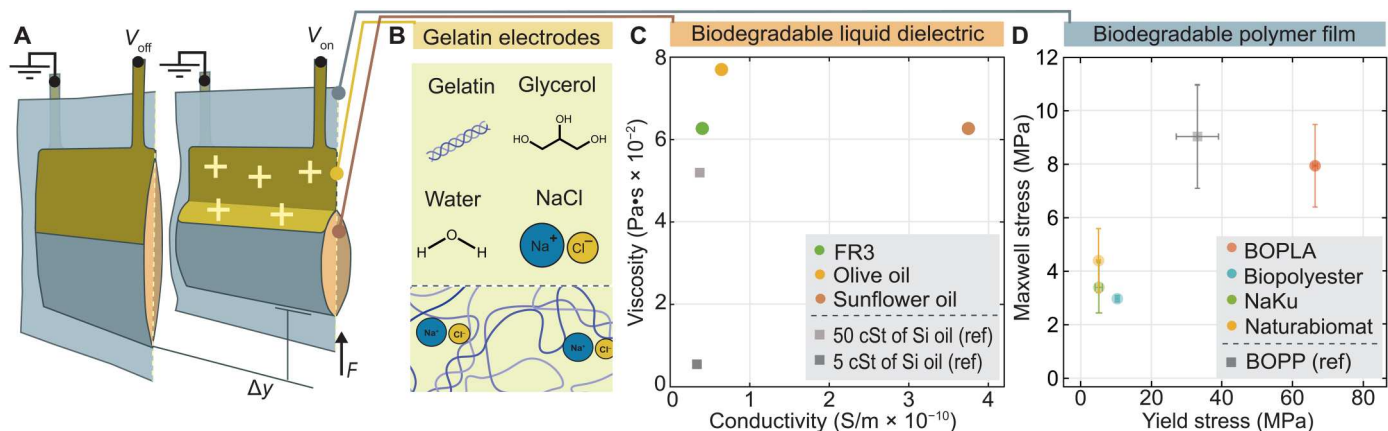 A
V_off
V_on
F
Δy
B
Gelatin electrodes
Gelatin
Glycerol
OH
HO
OH
Water
O
H
H
NaCl
Na⁺
Cl⁻
Na⁺
Cl⁻
Na⁺
Cl⁻
C
Biodegradable liquid dielectric
Viscosity (Pa•s × 10⁻²)
8
6
4
2
0
FR3
Olive oil
Sunflower oil
50 cSt of Si oil (ref)
5 cSt of Si oil (ref)
1
2
3
4
Conductivity (S/m × 10⁻¹⁰)
D
Biodegradable polymer film
Maxwell stress (MPa)
12
10
8
6
4
2
0
BOPLA
Biopolyester
NaKu
Naturabiomat
BOPP (ref)
0
20
40
60
80
Yield stress (MPa)